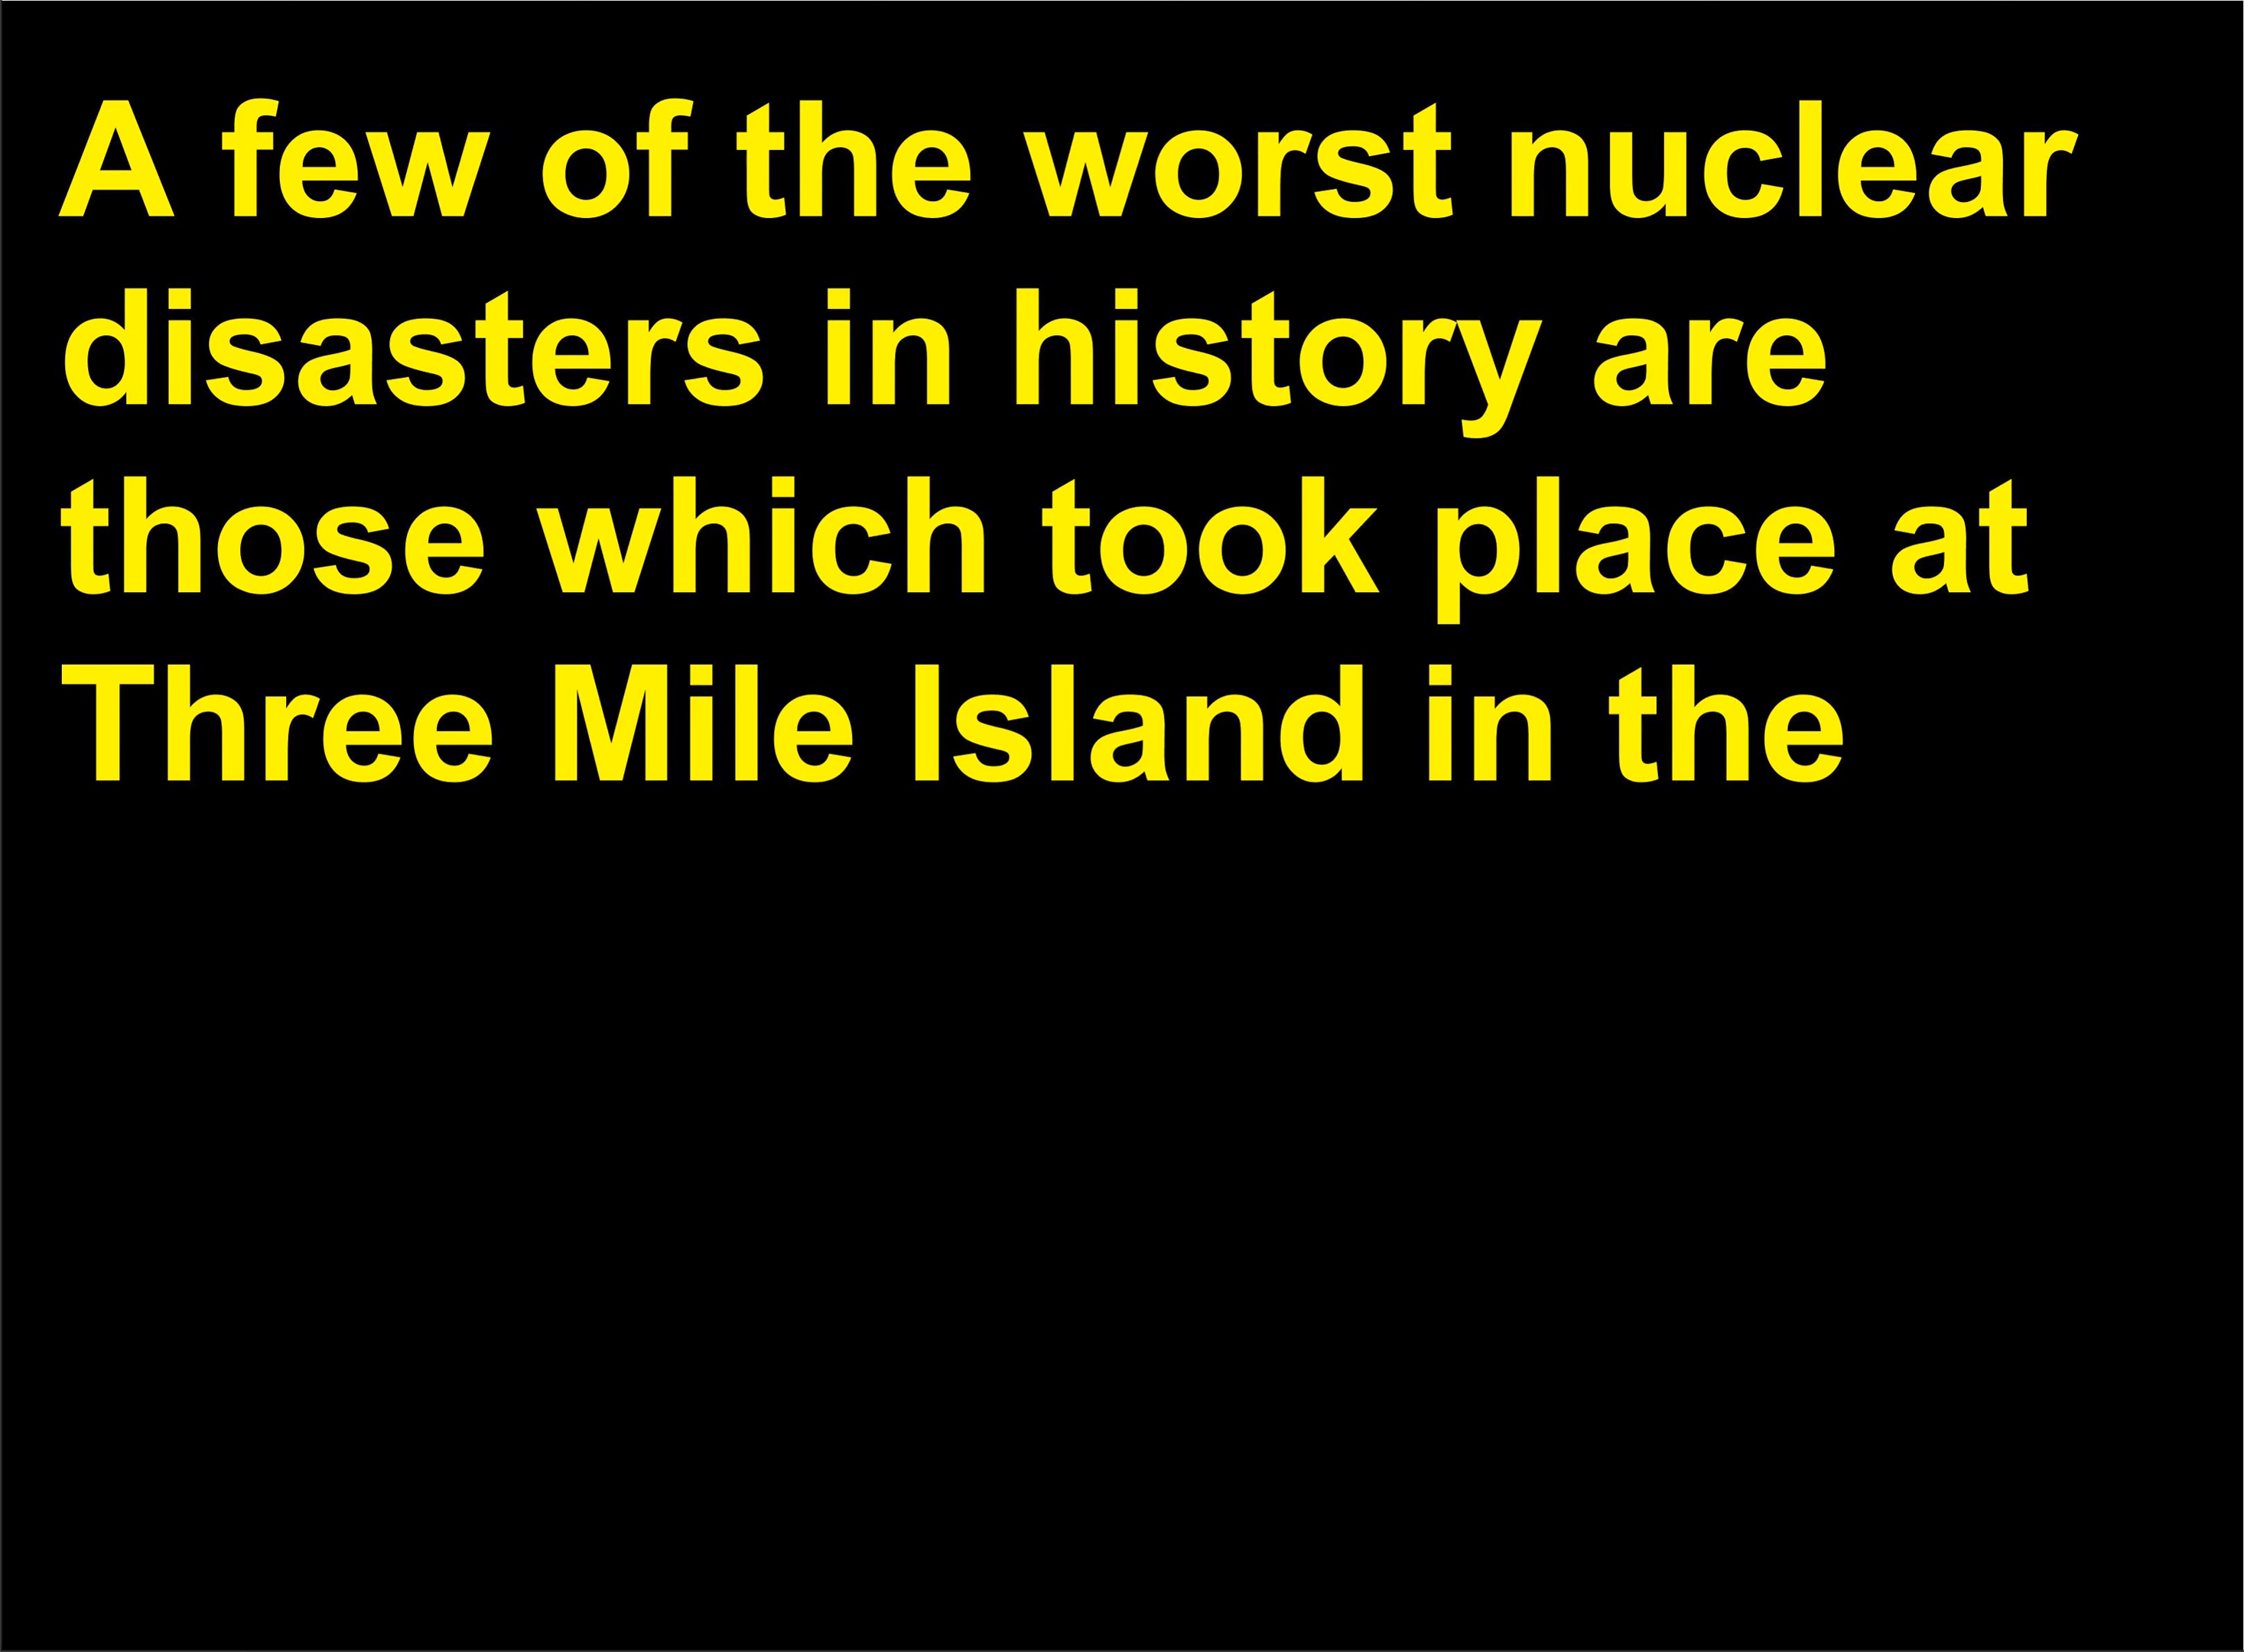 A few of the worst nuclear
disasters in history are
those which took place at
Three Mile Island in the